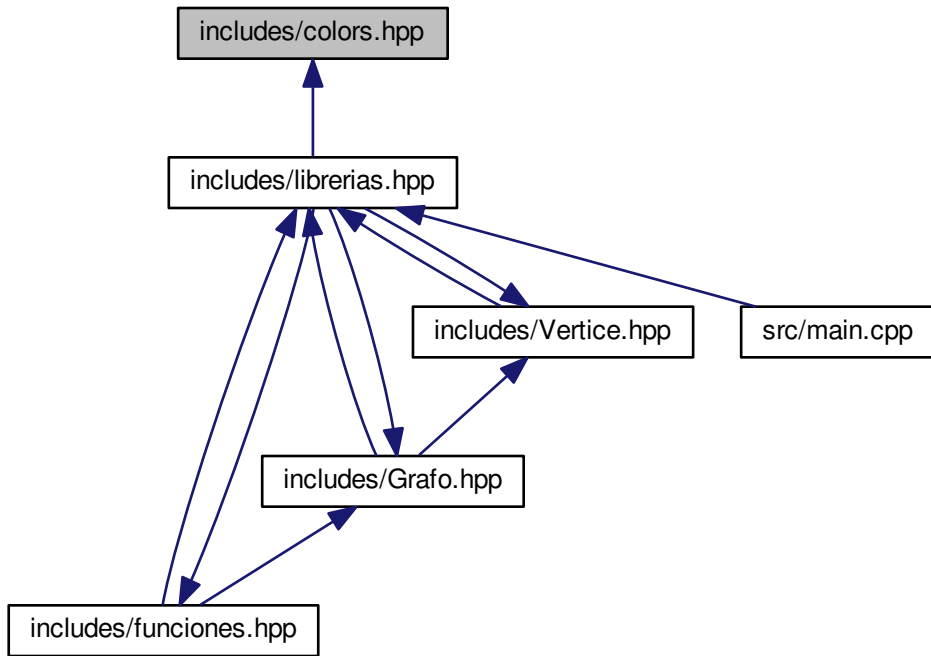 includes/colors.hpp
includes/librerias.hpp
includes/Vertice.hpp
src/main.cpp
includes/Grafo.hpp
includes/funciones.hpp